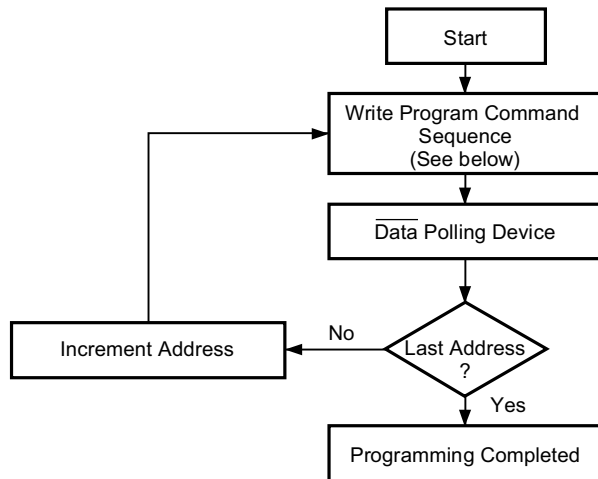 Start
Write Program Command
Sequence
(See below)
Data Polling Device
Increment Address
No
Last Address
?
Yes
Programming Completed